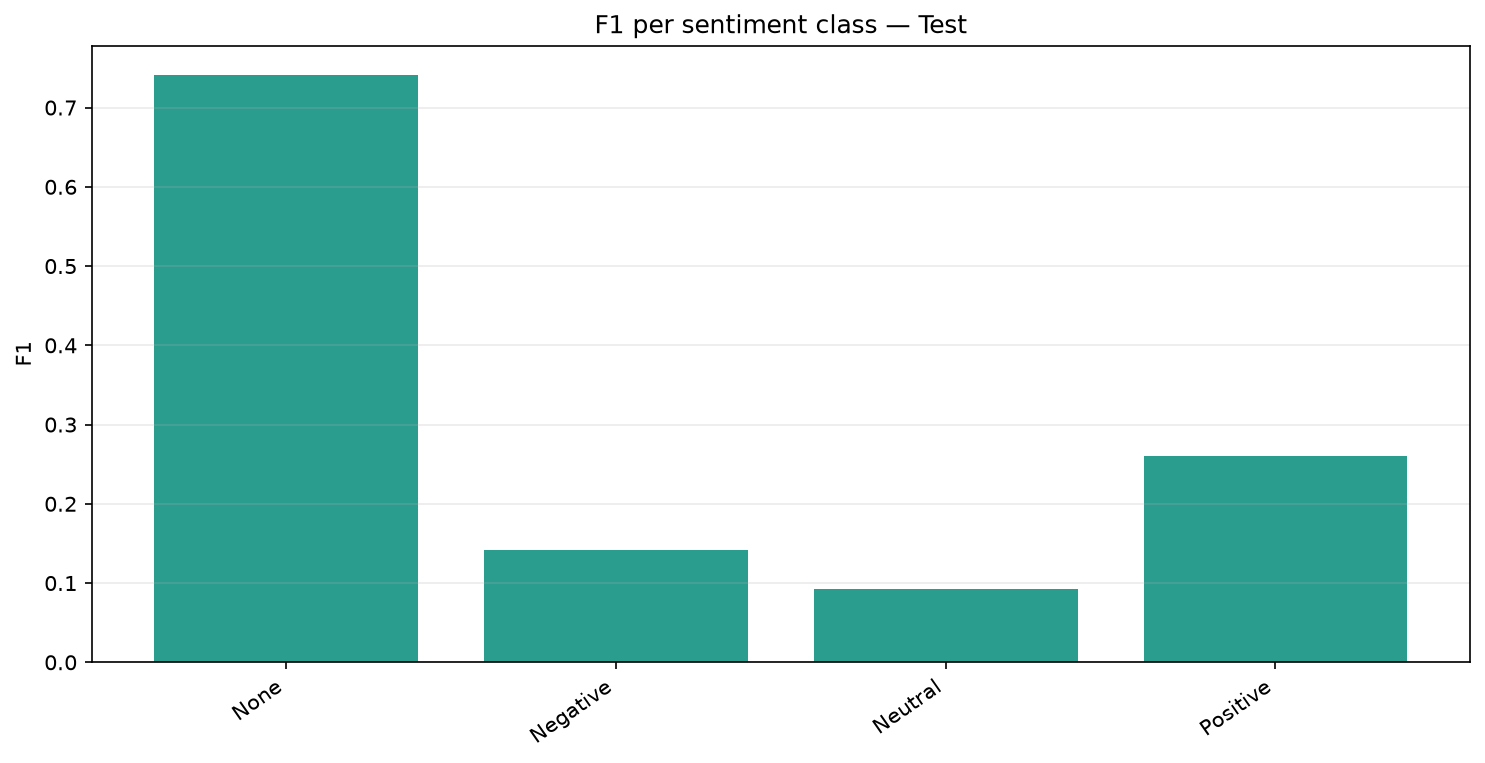 F1 per sentiment class — Test
F1
0.7
0.6
0.5
0.4
0.3
0.2
0.1
0.0
None
Negative
Neutral
Positive